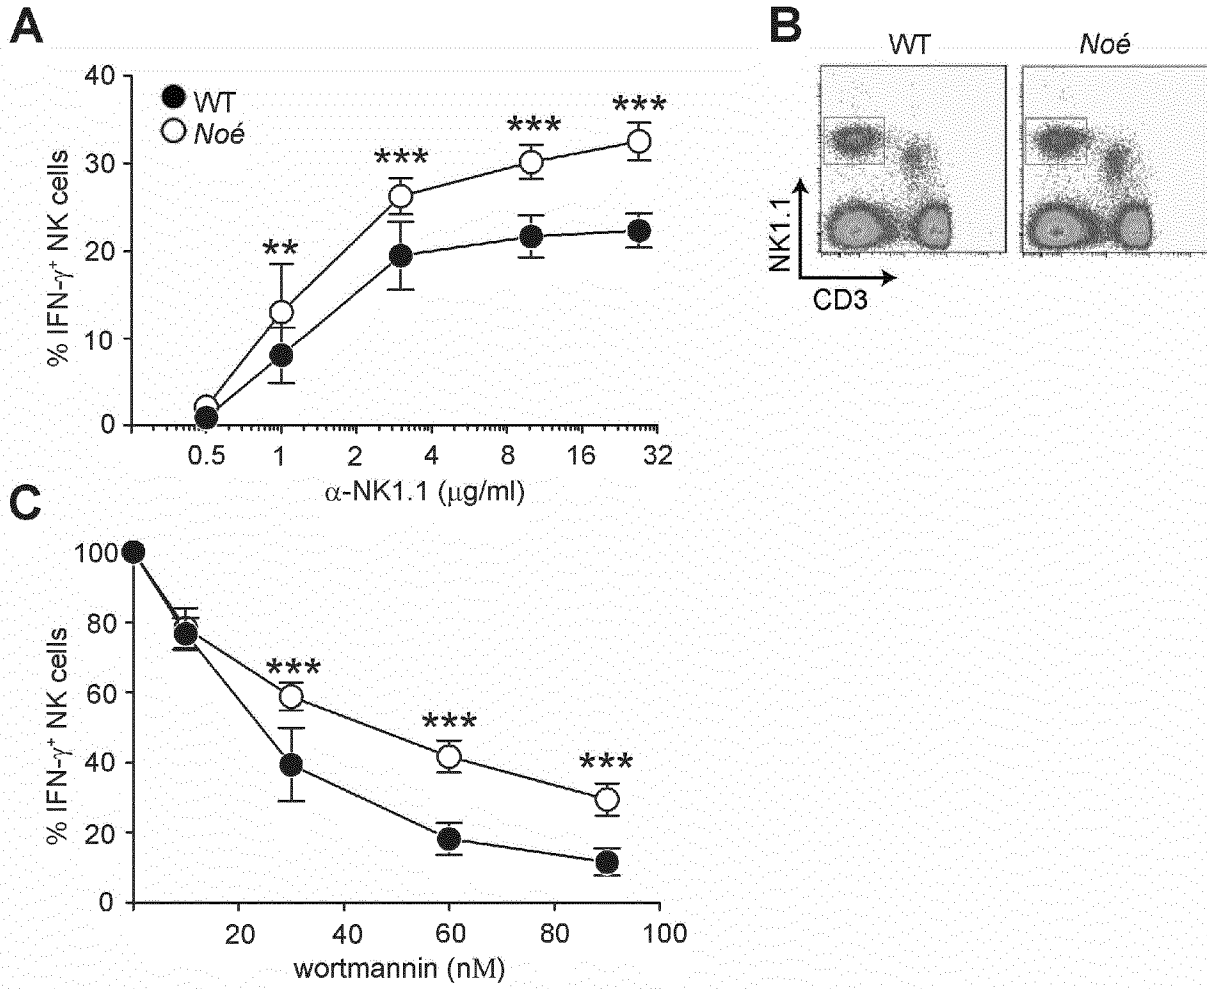 A
B
WT
Noé
40
30
20
10
0
% IFN-γ⁺ NK cells
WT
Noé
**
***
***
***
0.5 1 2 4 8 16 32
α-NK1.1 (μg/ml)
NK1.1
CD3
C
100
80
60
40
20
0
% IFN-γ⁺ NK cells
***
***
***
20 40 60 80 100
wortmannin (nM)